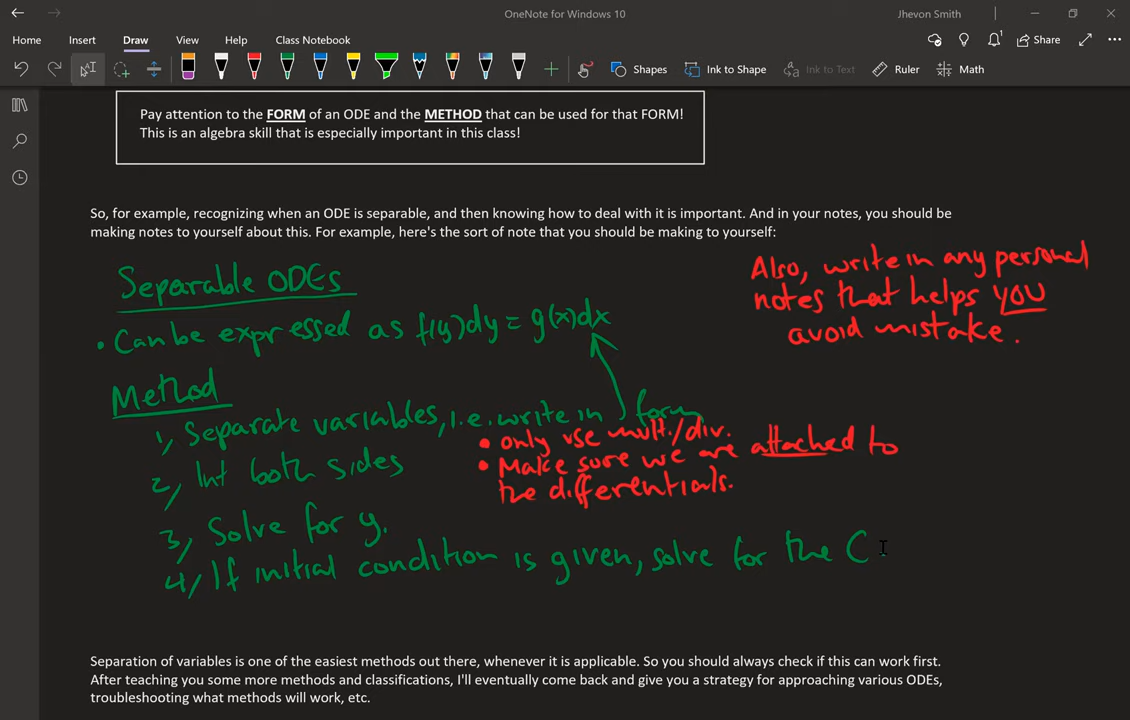 OneNote for Windows 10
Jhevon Smith
Home Insert Draw View Help Class Notebook
Share
Shapes Ink to Shape Ink to Text Ruler Math
Pay attention to the FORM of an ODE and the METHOD that can be used for that FORM!
This is an algebra skill that is especially important in this class!
So, for example, recognizing when an ODE is separable, and then knowing how to deal with it is important. And in your notes, you should be
making notes to yourself about this. For example, here's the sort of note that you should be making to yourself:
Separable ODEs
• Can be expressed as f(y)dy = g(x)dx
Also, write in any personal
notes that helps YOU
avoid mistake.
Method
1, Separate variables, i.e. write in form
• only use mult./div.
• Make sure we are attached to
the differentials.
2, Int both sides
3, Solve for y.
4, If initial condition is given, solve for the C
Separation of variables is one of the easiest methods out there, whenever it is applicable. So you should always check if this can work first.
After teaching you some more methods and classifications, I'll eventually come back and give you a strategy for approaching various ODEs,
troubleshooting what methods will work, etc.